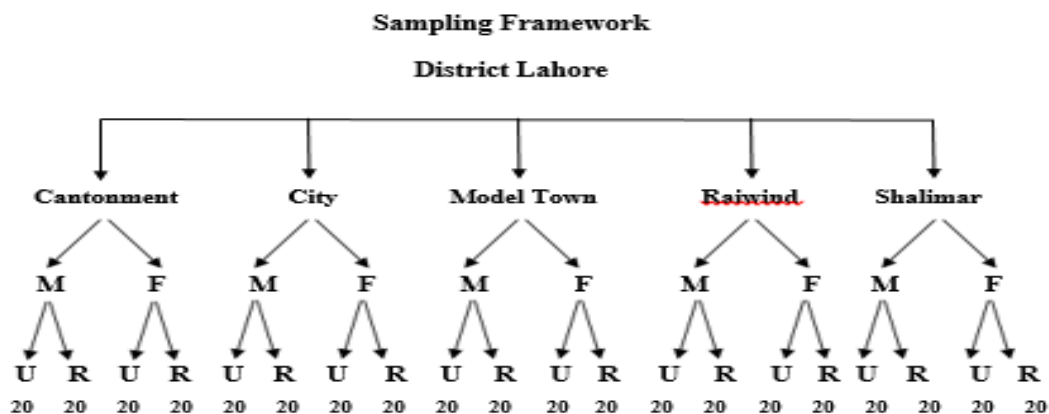 Sampling Framework
District Lahore
Cantonment City Model Town Raiwind Shalimar
M F M F M F M F M F
U R U R U R U R U R U R U R U R U R U R
20 20 20 20 20 20 20 20 20 20 20 20 20 20 20 20 20 20 20 20